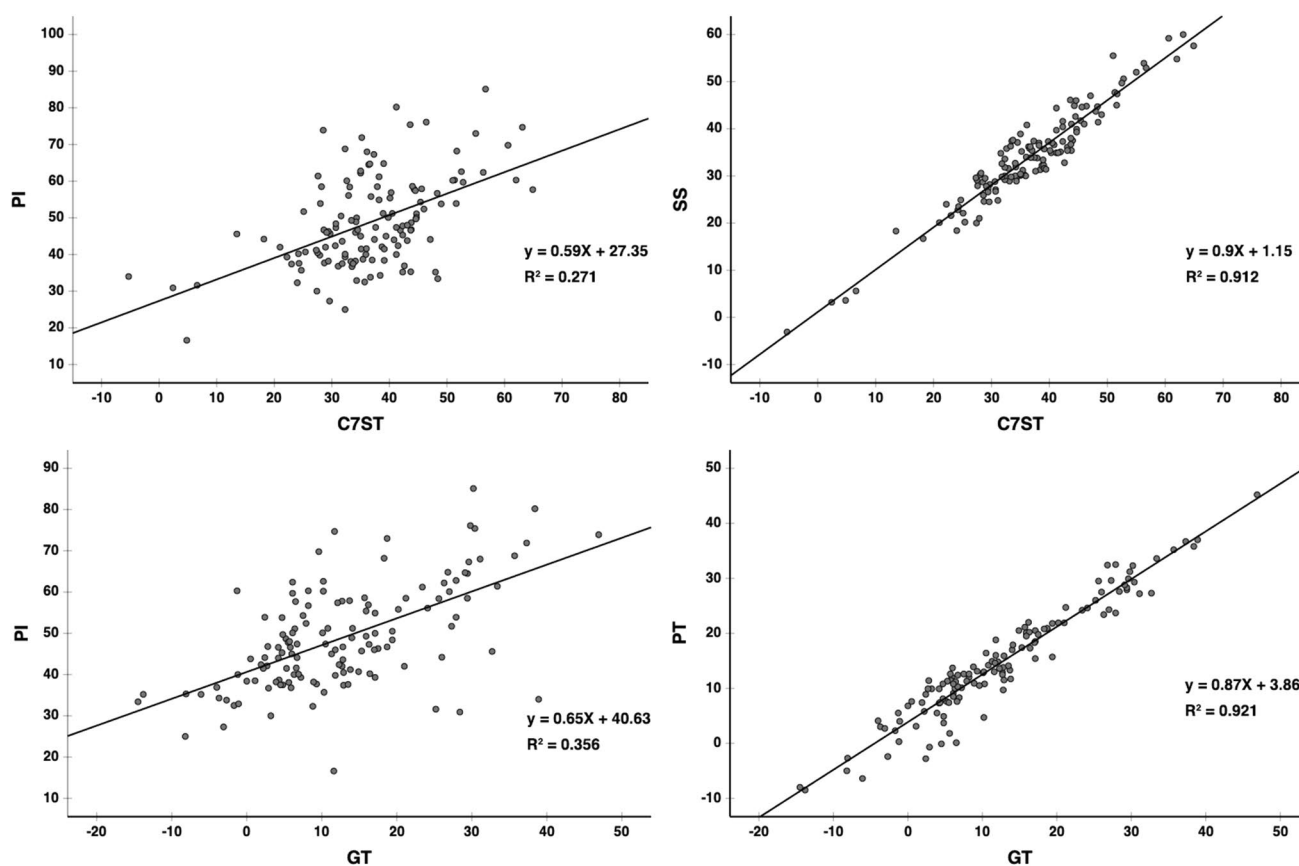 100
90
80
70
60
50
40
30
20
10
PI
-10 0 10 20 30 40 50 60 70 80
C7ST
y = 0.59X + 27.35
R² = 0.271
60
50
40
30
20
10
0
-10
SS
-10 0 10 20 30 40 50 60 70 80
C7ST
y = 0.9X + 1.15
R² = 0.912
90
80
70
60
50
40
30
20
10
PI
-20 -10 0 10 20 30 40 50
GT
y = 0.65X + 40.63
R² = 0.356
50
40
30
20
10
0
-10
PT
-20 -10 0 10 20 30 40 50
GT
y = 0.87X + 3.86
R² = 0.921